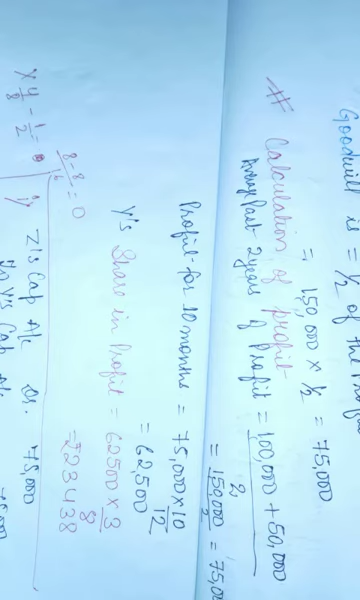 Goodwill is = 1/2 of the Profit
= 150,000 × 1/2 = 75,000
# Calculation of profit-
Average Past 2 years of Profit = 100,000 + 50,000
2
= 150,000 / 2 = 75,00
Profit for 10 months = 75,000 × 10 / 12
= 62,500
Y's Share in Profit = 62500 × 3 / 8
= 23438
X 4/8 - 1/2 =
8-8 / 16 = 0
Z's Cap A/c Dr. 75,000
To Y's Cap A/c 75,000